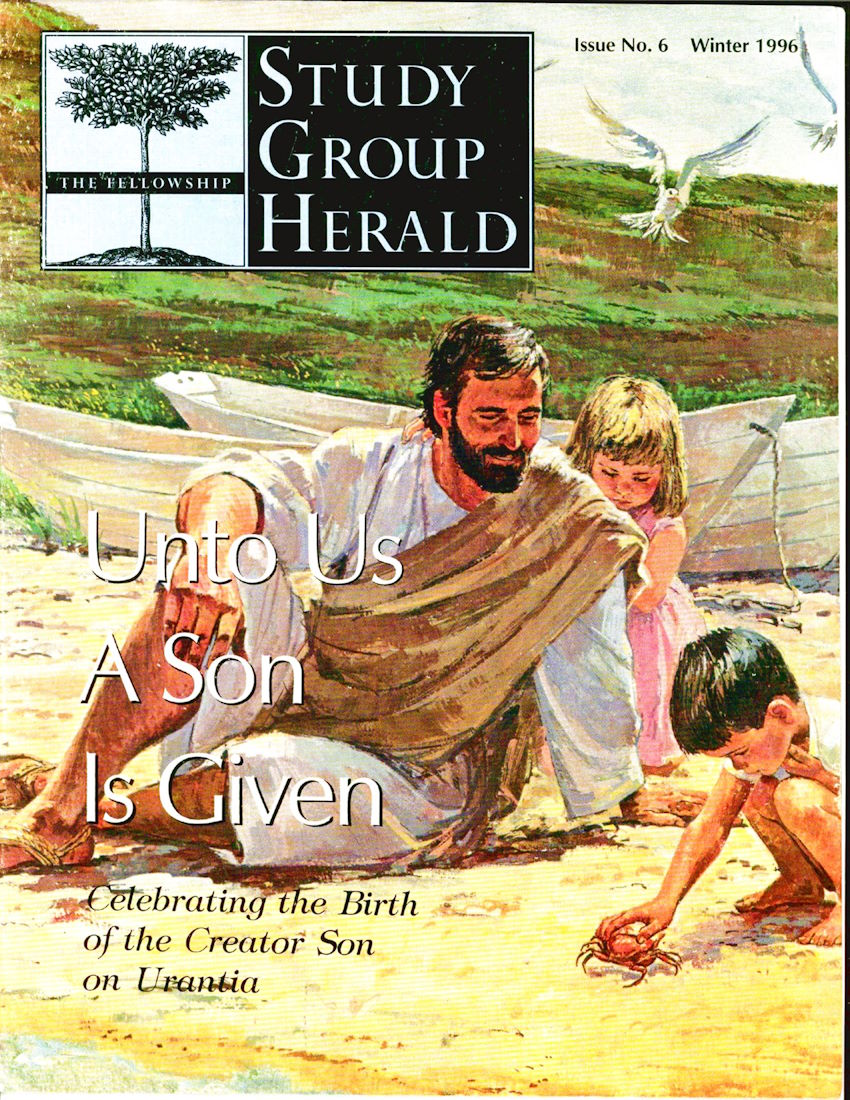 THE FELLOWSHIP
STUDY
GROUP
HERALD
Issue No. 6 Winter 1996
Unto Us
A Son
Is Given
Celebrating the Birth
of the Creator Son
on Urantia